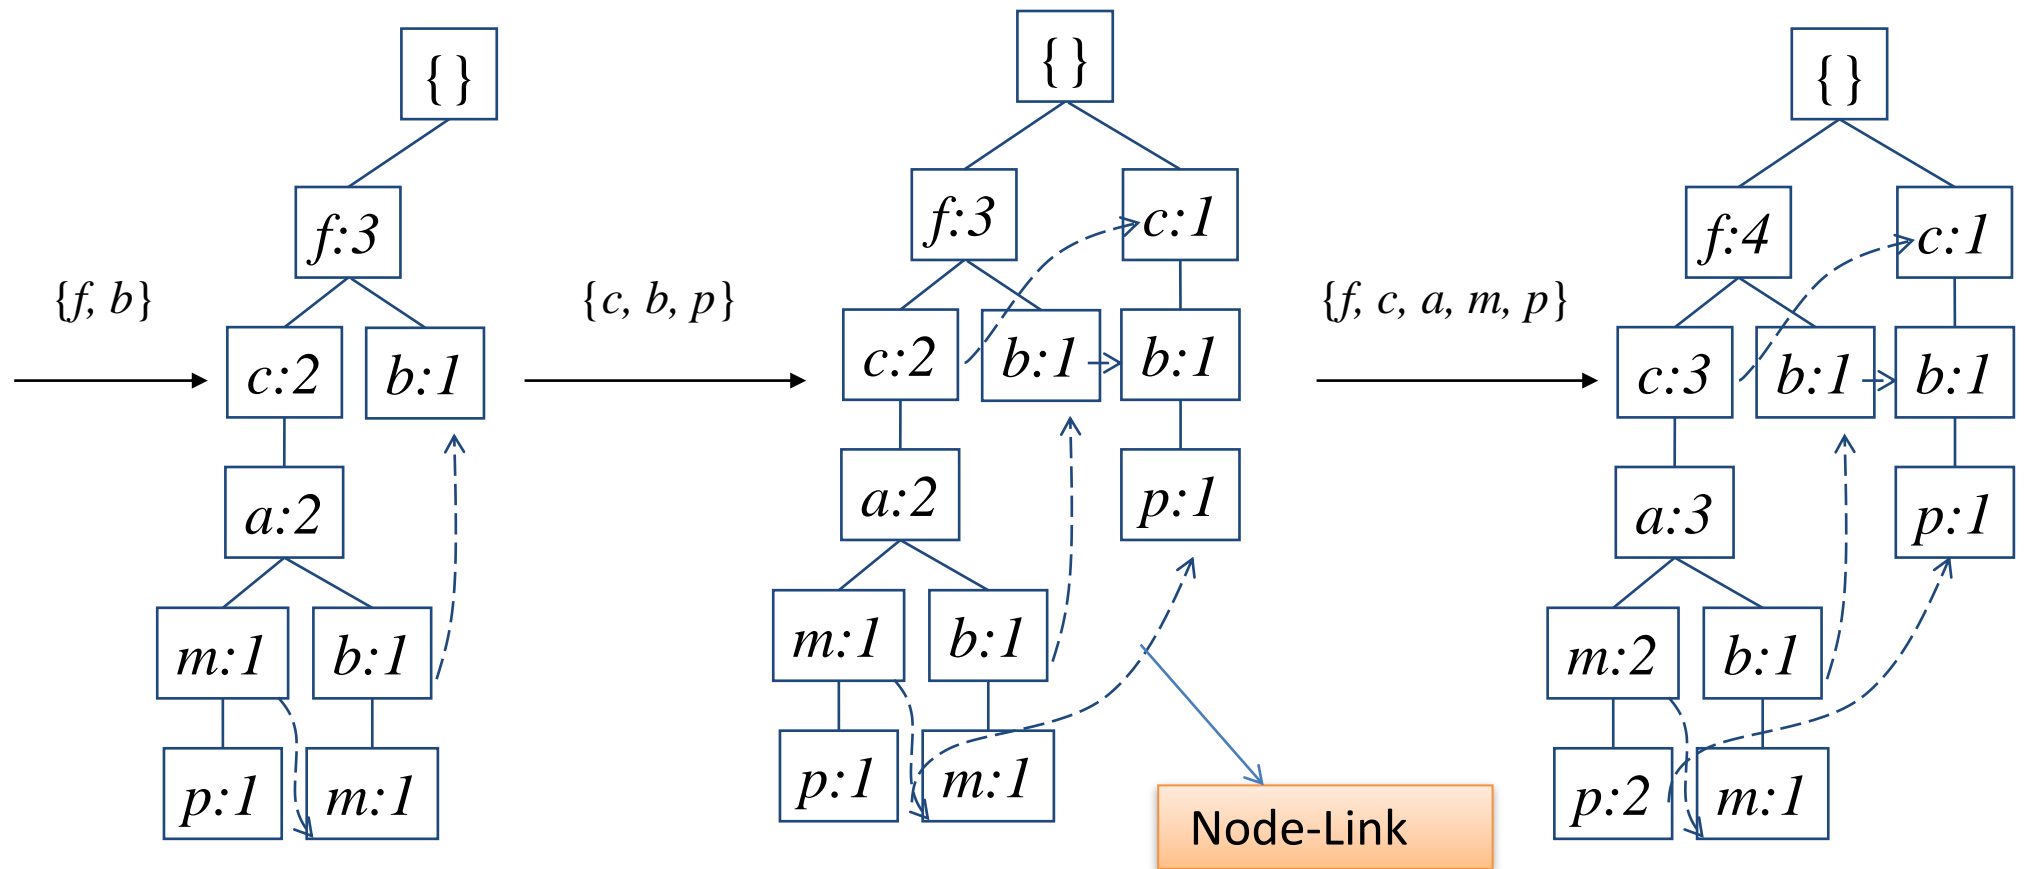 {f, b}
{}
f:3
c:2
b:1
a:2
m:1
b:1
p:1
m:1
{c, b, p}
{}
f:3
c:1
c:2
b:1
b:1
a:2
p:1
m:1
b:1
p:1
m:1
Node-Link
{f, c, a, m, p}
{}
f:4
c:1
c:3
b:1
b:1
a:3
p:1
m:2
b:1
p:2
m:1